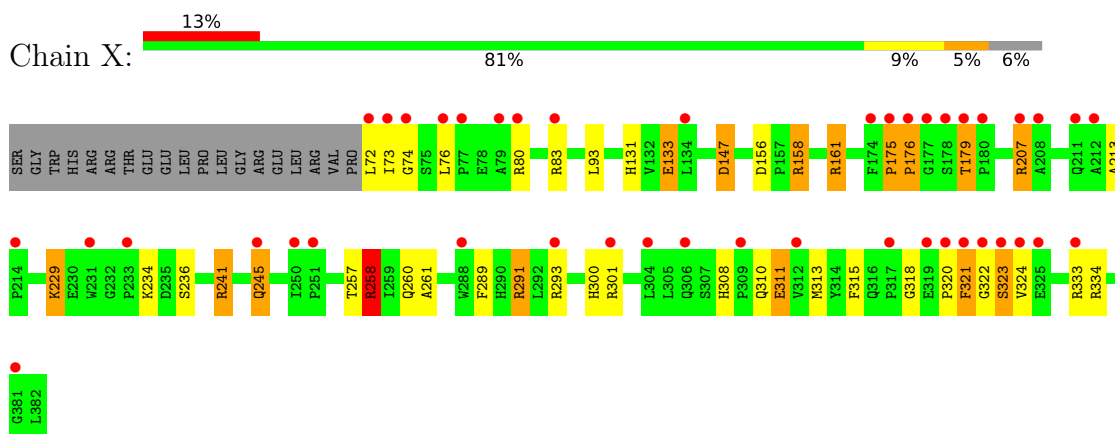 13%
Chain X:
81% 9% 5% 6%
SER GLY TRP HIS ARG ARG THR GLU GLU LEU PRO LEU GLY ARG LEU ARG VAL PRO L72 I73 G74 S75 L76 P77 E78 A79 R80 R83 L93 H131 V132 E133 L134 D147 D156 P157 R158 R161 F174 P175 P176 G177 S178 T179 P180 R207 A208 Q211 A212 A213
P214 K229 E230 W231 G232 P233 K234 D235 S236 R241 Q245 I250 P251 T257 R258 I259 Q260 A261 W288 F289 H290 R291 L292 R293 H300 R301 L304 L305 Q306 S307 H308 P309 Q310 E311 V312 M313 Y314 F315 Q316 P317 G318 E319 P320 F321 G322 S323 V324 E325 R333 R334
G381 L382